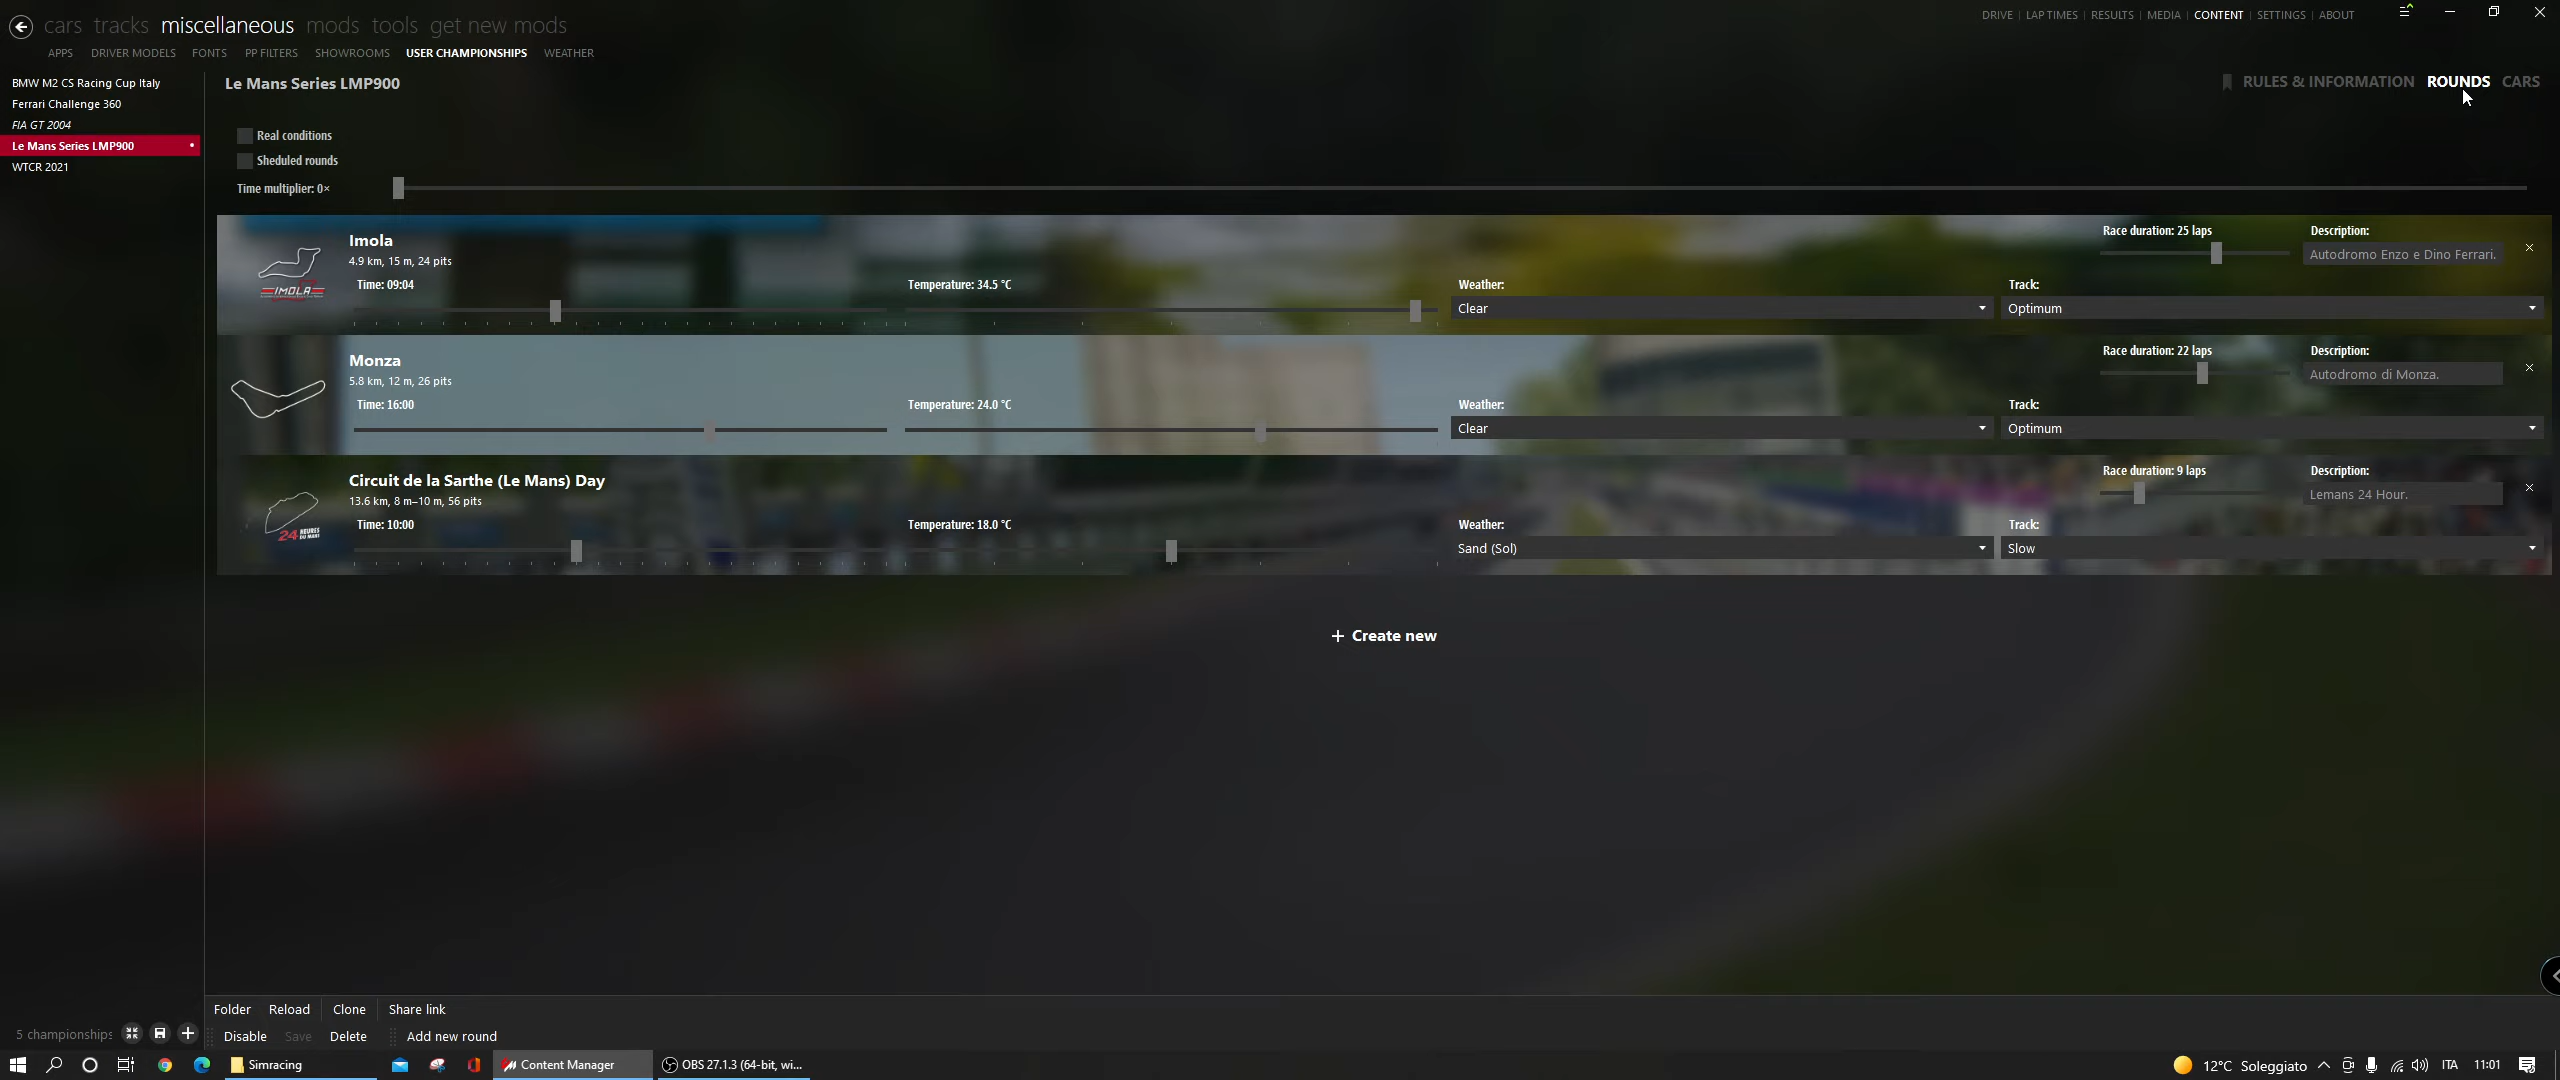 cars tracks miscellaneous mods tools get new mods
DRIVE | LAP TIMES | RESULTS | MEDIA | CONTENT | SETTINGS | ABOUT
APPS DRIVER MODELS FONTS PP FILTERS SHOWROOMS USER CHAMPIONSHIPS WEATHER
BMW M2 CS Racing Cup Italy
Ferrari Challenge 360
FIA GT 2004
Le Mans Series LMP900
WTCR 2021
Le Mans Series LMP900
RULES & INFORMATION ROUNDS CARS
Real conditions
Sheduled rounds
Time multiplier: 0×
IMOLA
Imola
4.9 km, 15 m, 24 pits
Race duration: 25 laps
Description:
Autodromo Enzo e Dino Ferrari.
Time: 09:04
Temperature: 34.5 °C
Weather:
Clear
Track:
Optimum
Monza
5.8 km, 12 m, 26 pits
Race duration: 22 laps
Description:
Autodromo di Monza.
Time: 16:00
Temperature: 24.0 °C
Weather:
Clear
Track:
Optimum
24 HEURES DU MANS
Circuit de la Sarthe (Le Mans) Day
13.6 km, 8 m–10 m, 56 pits
Race duration: 9 laps
Description:
Lemans 24 Hour.
Time: 10:00
Temperature: 18.0 °C
Weather:
Sand (Sol)
Track:
Slow
+ Create new
Folder Reload Clone Share link
5 championships
Disable Save Delete Add new round
Simracing
Content Manager
OBS 27.1.3 (64-bit, wi...
12°C Soleggiato
ITA
11:01